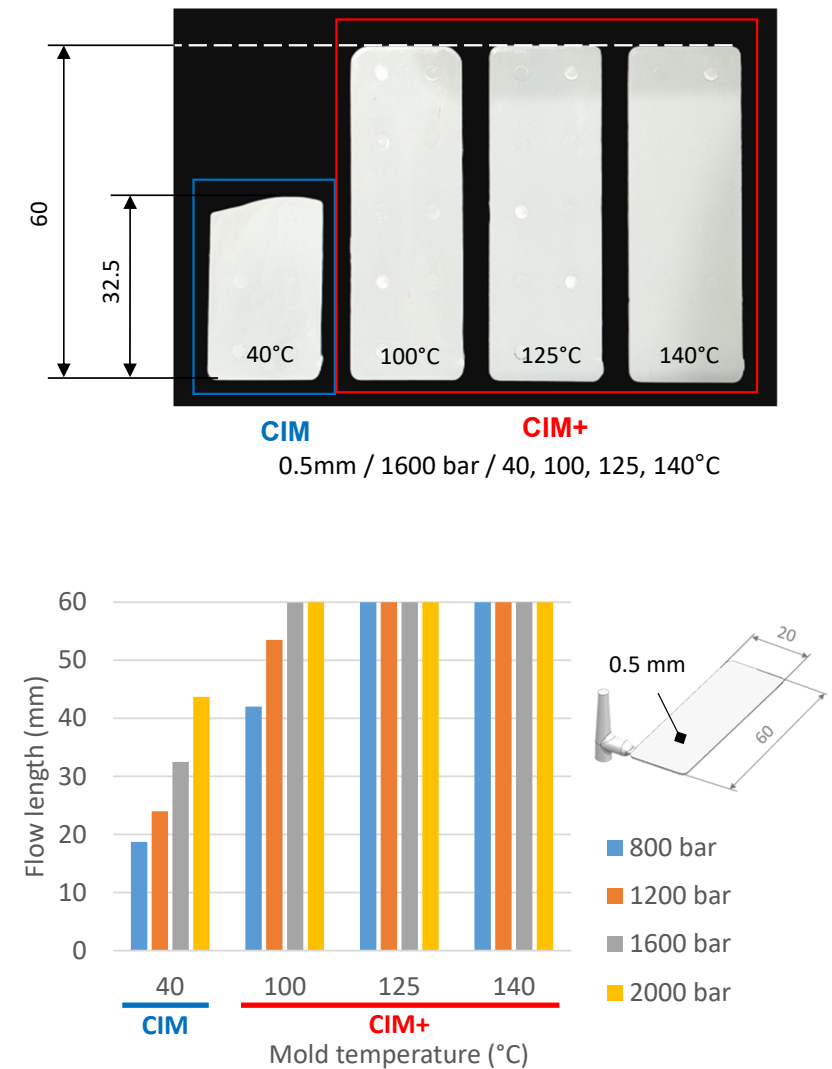 60
32.5
40°C
100°C
125°C
140°C
CIM
CIM+
0.5mm / 1600 bar / 40, 100, 125, 140°C
Flow length (mm)
60
50
40
30
20
10
0
40
100
125
140
CIM
CIM+
Mold temperature (°C)
20
0.5 mm
60
800 bar
1200 bar
1600 bar
2000 bar